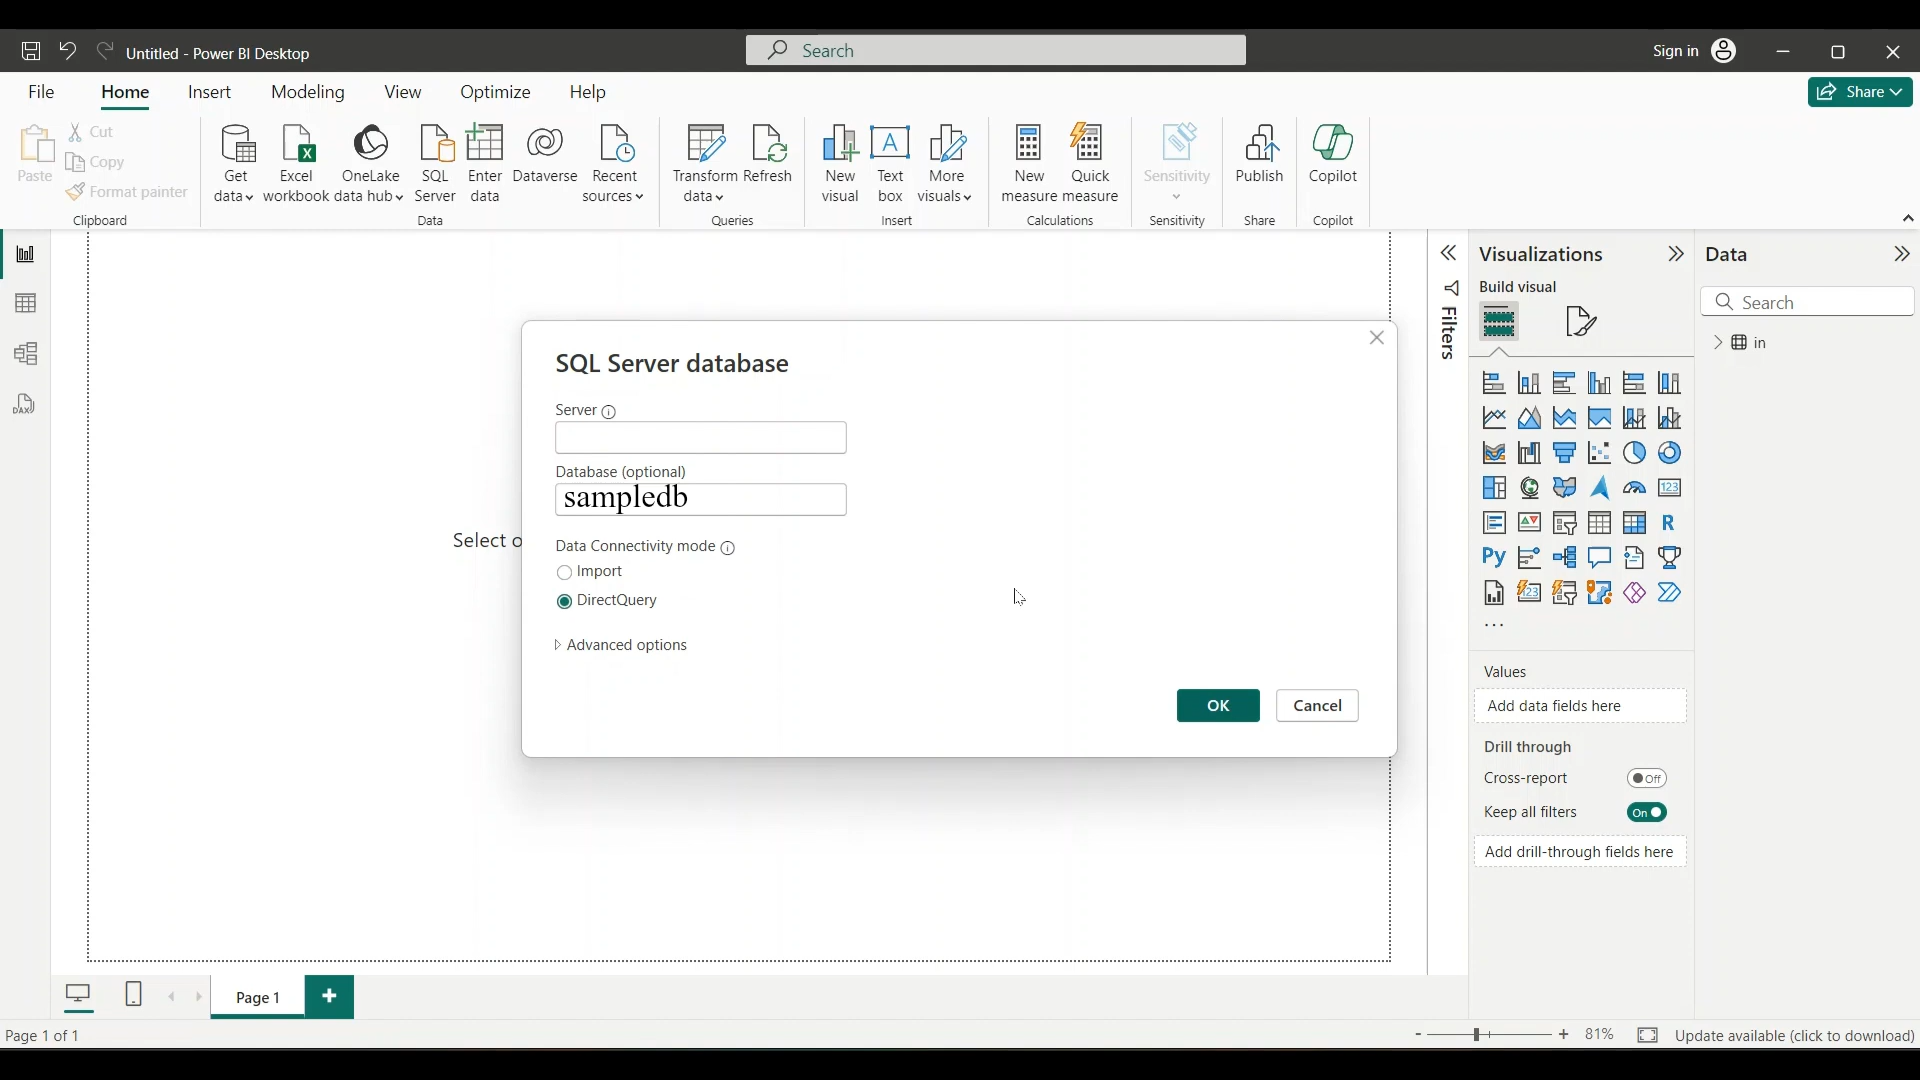 Untitled - Power BI Desktop
Search
Sign in
File Home Insert Modeling View Optimize Help
Share
Paste
Cut
Copy
Format painter
Clipboard
Get data
Excel workbook
OneLake data hub
SQL Server
Enter data
Dataverse
Recent sources
Data
Transform data
Refresh
Queries
New visual
A
Text box
More visuals
Insert
New measure
Quick measure
Calculations
Sensitivity
Sensitivity
Publish
Share
Copilot
Copilot
DAX
Select o
SQL Server database
Server
Database (optional)
sampledb
Data Connectivity mode
Import
DirectQuery
Advanced options
OK
Cancel
Filters
Visualizations
Build visual
123
R
Py
123
...
Values
Add data fields here
Drill through
Cross-report
Off
Keep all filters
On
Add drill-through fields here
Data
Search
in
Page 1
+
Page 1 of 1
- + 81%
Update available (click to download)